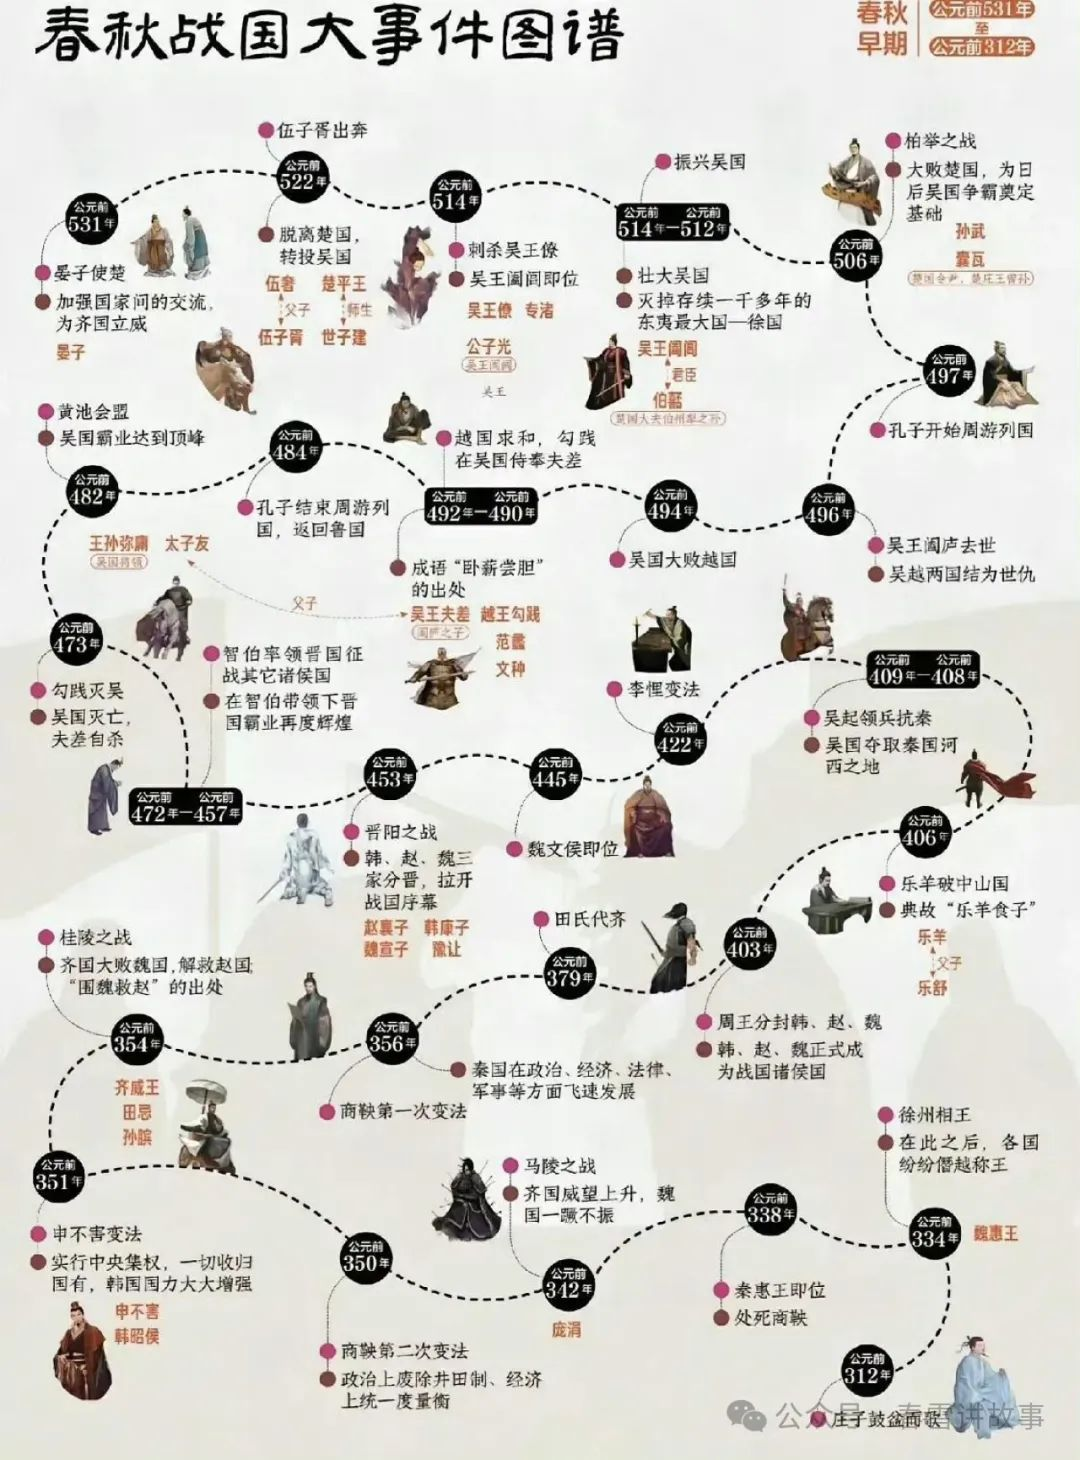 春秋战国大事件图谱
春秋
早期
公元前531年
至
公元前312年
公元前
531年
晏子使楚
加强国家间的交流，
为齐国立威
晏子
伍子胥出奔
公元前
522年
脱离楚国，
转投吴国
伍奢 楚平王
父子 师生
伍子胥 世子建
公元前
514年
刺杀吴王僚
吴王阖闾即位
吴王僚 专渚
公子光
吴王阖闾
吴王
振兴吴国
公元前 公元前
514年—512年
壮大吴国
灭掉存续一千多年的
东夷最大国—徐国
吴王阖闾
君臣
伯嚭
楚国大夫伯州犁之孙
柏举之战
大败楚国，为日
后吴国争霸奠定
基础
孙武
囊瓦
楚国令尹，楚庄王曾孙
公元前
506年
公元前
497年
孔子开始周游列国
公元前
496年
吴王阖庐去世
吴越两国结为世仇
公元前
494年
吴国大败越国
越国求和，勾践
在吴国侍奉夫差
公元前 公元前
492年—490年
成语“卧薪尝胆”
的出处
吴王夫差 越王勾践
阖庐之子
范蠡
文种
父子
公元前
484年
孔子结束周游列
国，返回鲁国
黄池会盟
吴国霸业达到顶峰
公元前
482年
王孙弥庸 太子友
吴国将领
公元前
473年
勾践灭吴
吴国灭亡，
夫差自杀
智伯率领晋国征
战其它诸侯国
在智伯带领下晋
国霸业再度辉煌
公元前 公元前
472年—457年
公元前
453年
晋阳之战
韩、赵、魏三
家分晋，拉开
战国序幕
赵襄子 韩康子
魏宣子 豫让
公元前
445年
魏文侯即位
李悝变法
公元前
422年
公元前 公元前
409年—408年
吴起领兵抗秦
吴国夺取秦国河
西之地
公元前
406年
乐羊破中山国
典故“乐羊食子”
乐羊
父子
乐舒
公元前
403年
周王分封韩、赵、魏
韩、赵、魏正式成
为战国诸侯国
田氏代齐
公元前
379年
公元前
356年
秦国在政治、经济、法律、
军事等方面飞速发展
商鞅第一次变法
桂陵之战
齐国大败魏国，解救赵国；
“围魏救赵”的出处
公元前
354年
齐威王
田忌
孙膑
公元前
351年
申不害变法
实行中央集权，一切收归
国有，韩国国力大大增强
申不害
韩昭侯
公元前
350年
商鞅第二次变法
政治上废除井田制、经济
上统一度量衡
马陵之战
齐国威望上升，魏
国一蹶不振
公元前
342年
庞涓
公元前
338年
秦惠王即位
处死商鞅
徐州相王
在此之后，各国
纷纷僭越称王
公元前
334年
魏惠王
公元前
312年
庄子鼓盆而歌
公众号·春雪讲故事